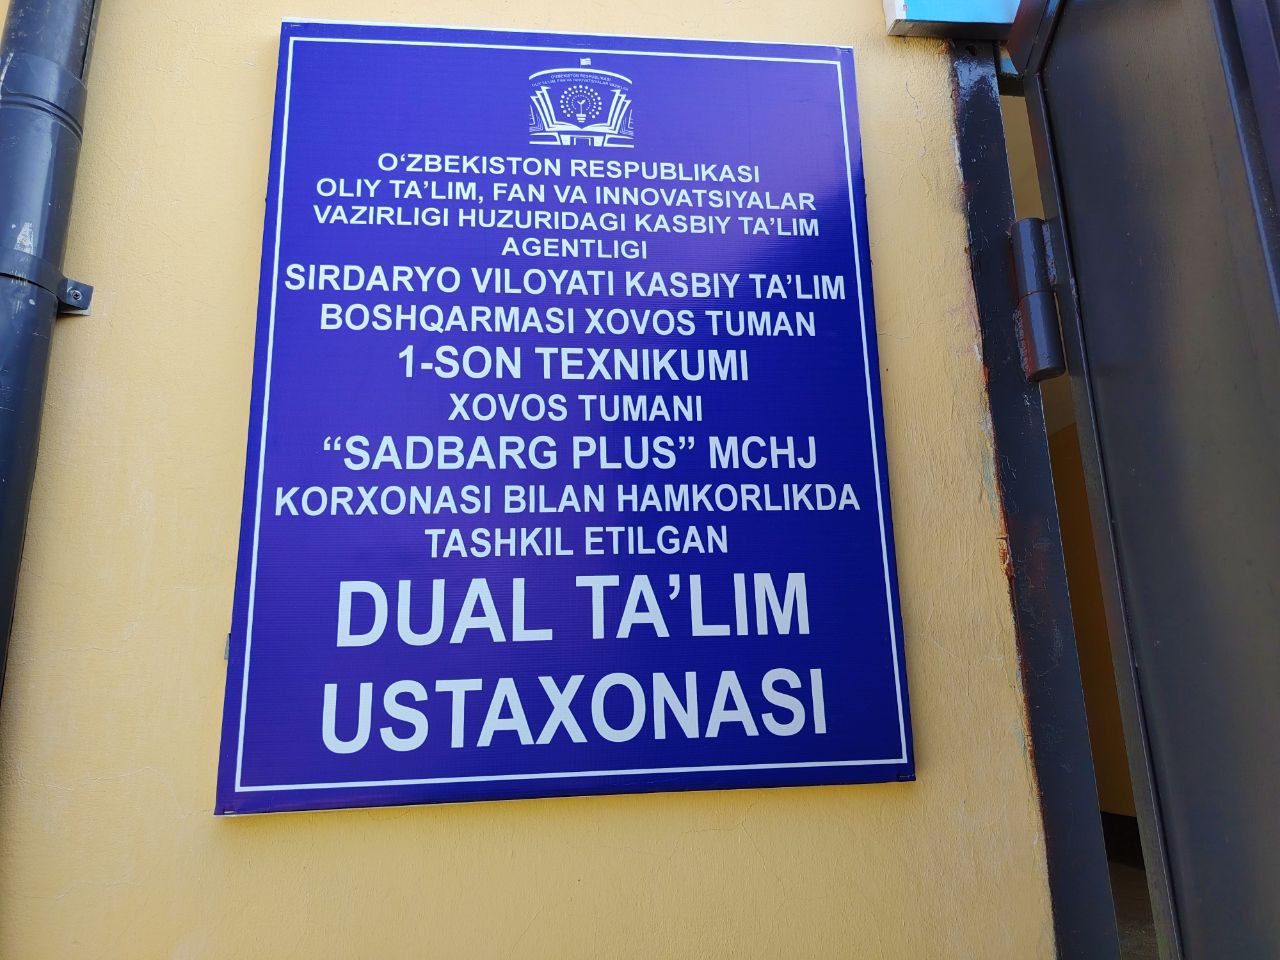 O‘ZBEKISTON RESPUBLIKASI
OLIY TA’LIM, FAN VA INNOVATSIYALAR
VAZIRLIGI HUZURIDAGI KASBIY TA’LIM
AGENTLIGI
SIRDARYO VILOYATI KASBIY TA’LIM
BOSHQARMASI XOVOS TUMAN
1-SON TEXNIKUMI
XOVOS TUMANI
“SADBARG PLUS” MCHJ
KORXONASI BILAN HAMKORLIKDA
TASHKIL ETILGAN
DUAL TA’LIM
USTAXONASI